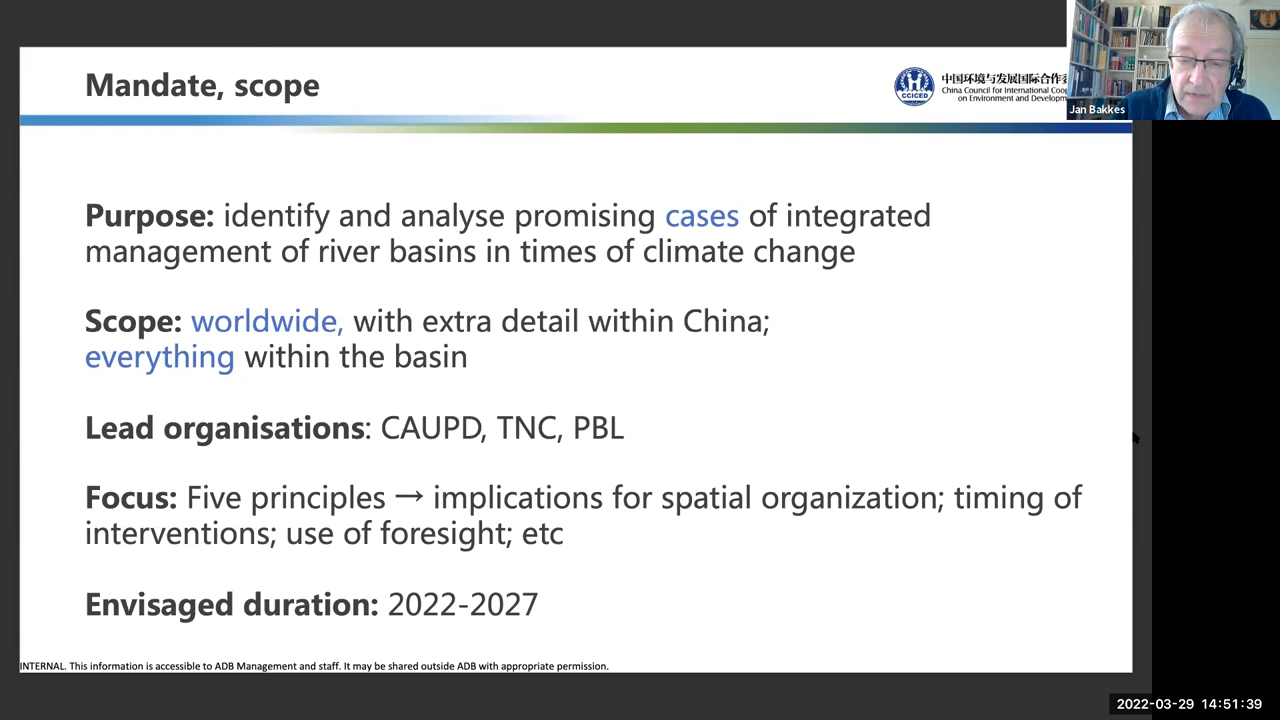 Mandate, scope
中国环境与发展国际合作
China Council for International
on Environment and
Jan Bakkes
Purpose: identify and analyse promising cases of integrated
management of river basins in times of climate change
Scope: worldwide, with extra detail within China;
everything within the basin
Lead organisations: CAUPD, TNC, PBL
Focus: Five principles → implications for spatial organization; timing of
interventions; use of foresight; etc
Envisaged duration: 2022-2027
INTERNAL. This information is accessible to ADB Management and staff. It may be shared outside ADB with appropriate permission.
CCICED
2022-03-29 14:51:39